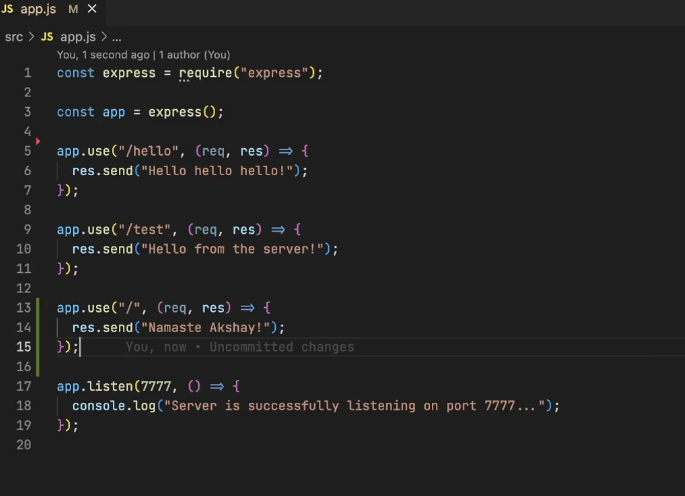 JS app.js M ×
src > JS app.js > ...
You, 1 second ago | 1 author (You)
1 const express = require("express");
2
3 const app = express();
4
5 app.use("/hello", (req, res) => {
6 res.send("Hello hello hello!");
7 });
8
9 app.use("/test", (req, res) => {
10 res.send("Hello from the server!");
11 });
12
13 app.use("/", (req, res) => {
14 res.send("Namaste Akshay!");
15 }); You, now • Uncommitted changes
16
17 app.listen(7777, () => {
18 console.log("Server is successfully listening on port 7777...");
19 });
20